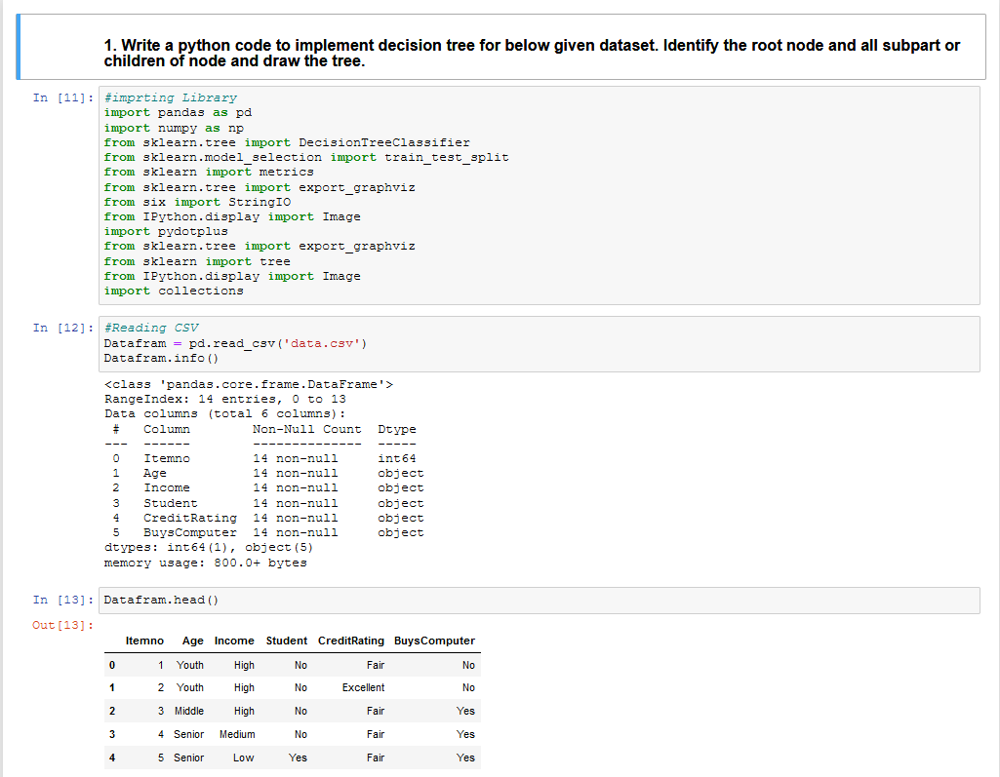 1. Write a python code to implement decision tree for below given dataset. Identify the root node and all subpart or
children of node and draw the tree.
In [11]: #imprting Library
import pandas as pd
import numpy as np
from sklearn.tree import DecisionTreeClassifier
from sklearn.model_selection import train_test_split
from sklearn import metrics
from sklearn.tree import export_graphviz
from six import StringIO
from IPython.display import Image
import pydotplus
from sklearn.tree import export_graphviz
from sklearn import tree
from IPython.display import Image
import collections
In [12]: #Reading CSV
Datafram = pd.read_csv('data.csv')
Datafram.info()
<class 'pandas.core.frame.DataFrame'>
RangeIndex: 14 entries, 0 to 13
Data columns (total 6 columns):
# Column Non-Null Count Dtype
--- ------ -------------- -----
0 Itemno 14 non-null int64
1 Age 14 non-null object
2 Income 14 non-null object
3 Student 14 non-null object
4 CreditRating 14 non-null object
5 BuysComputer 14 non-null object
dtypes: int64(1), object(5)
memory usage: 800.0+ bytes
In [13]: Datafram.head()
Out[13]:
Itemno Age Income Student CreditRating BuysComputer
0 1 Youth High No Fair No
1 2 Youth High No Excellent No
2 3 Middle High No Fair Yes
3 4 Senior Medium No Fair Yes
4 5 Senior Low Yes Fair Yes